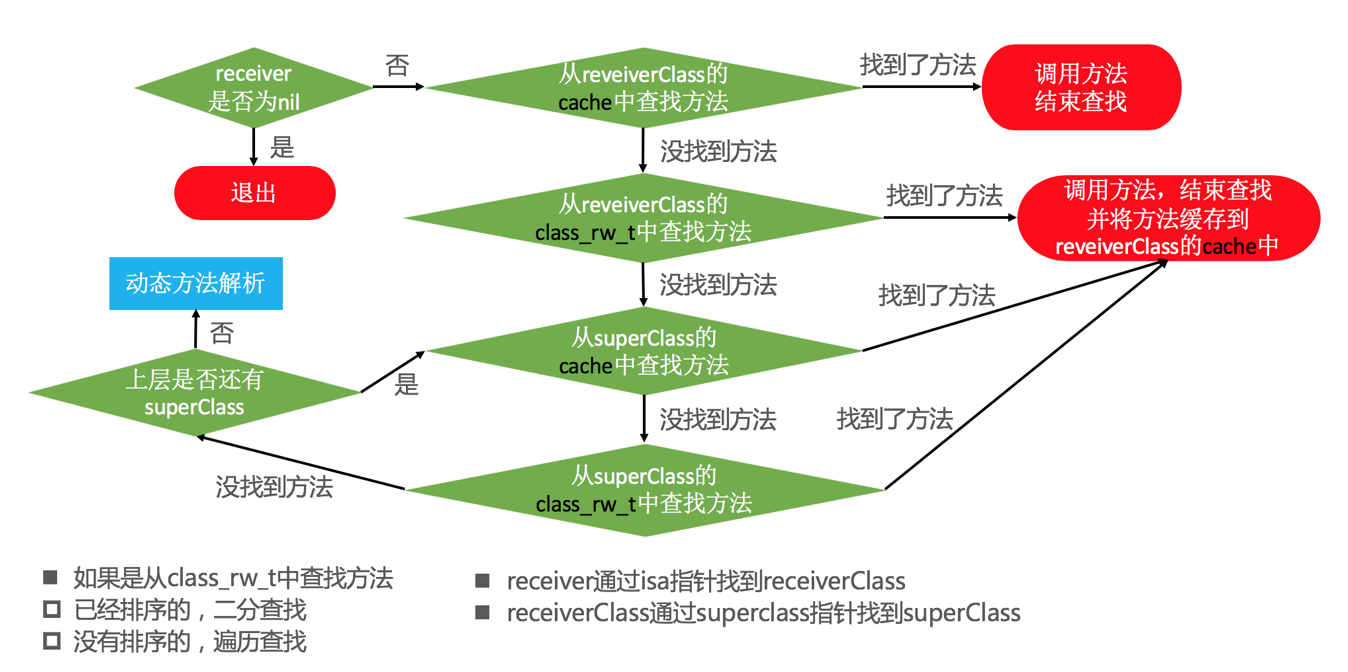 receiver
是否为nil
否
从reveiverClass的
cache中查找方法
找到了方法
调用方法
结束查找
是
没找到方法
退出
从reveiverClass的
class_rw_t中查找方法
找到了方法
调用方法，结束查找
并将方法缓存到
reveiverClass的cache中
没找到方法
动态方法解析
找到了方法
否
从superClass的
cache中查找方法
上层是否还有
superClass
是
没找到方法
找到了方法
从superClass的
class_rw_t中查找方法
没找到方法
如果是从class_rw_t中查找方法
已经排序的，二分查找
没有排序的，遍历查找
receiver通过isa指针找到receiverClass
receiverClass通过superclass指针找到superClass